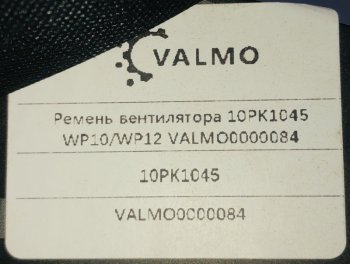 VALMO
Ремень вентилятора 10PK1045
WP10/WP12 VALMO0000084
10PK1045
VALMO0000084